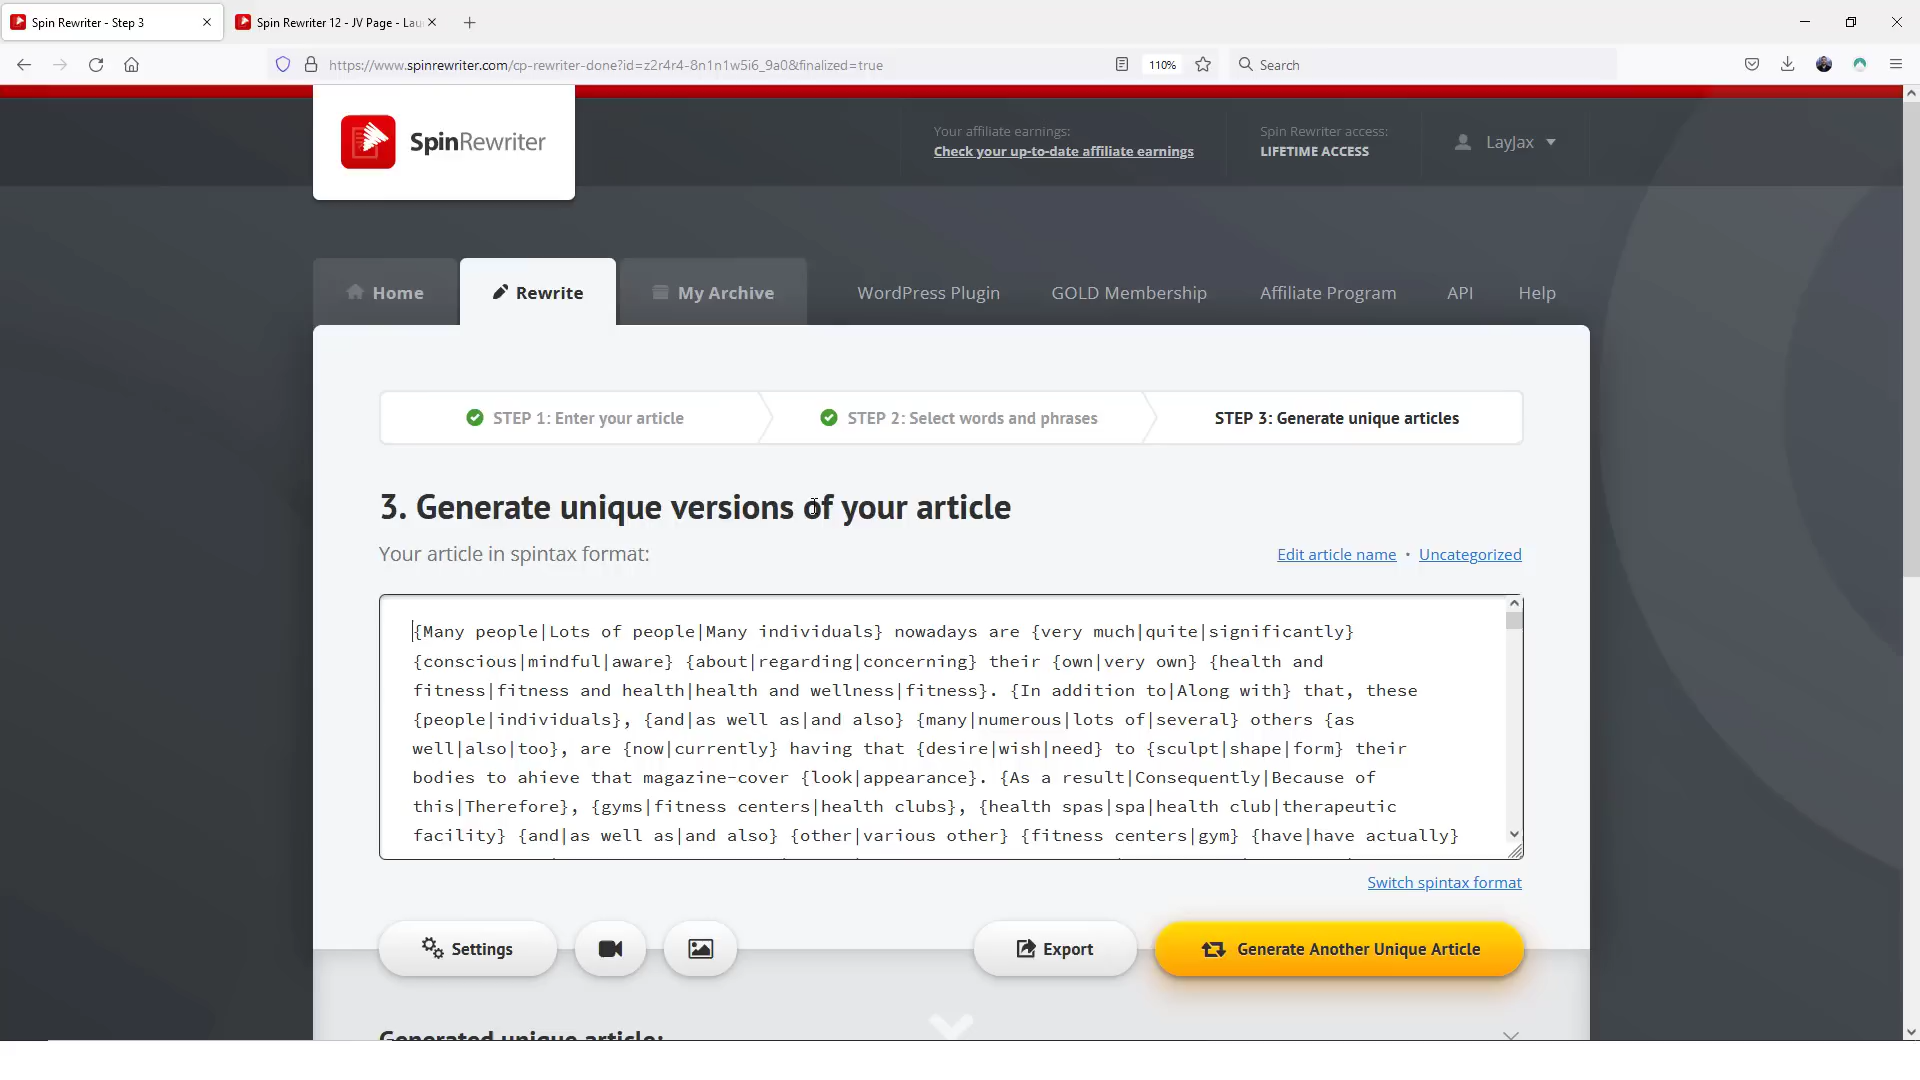 Spin Rewriter - Step 3
Spin Rewriter 12 - JV Page - Lau
https://www.spinrewriter.com/cp-rewriter-done?id=z2r4r4-8n1n1w5i6_9a0&finalized=true
110%
Search
SpinRewriter
Your affiliate earnings:
Check your up-to-date affiliate earnings
Spin Rewriter access:
LIFETIME ACCESS
LayJax
Home
Rewrite
My Archive
WordPress Plugin
GOLD Membership
Affiliate Program
API
Help
STEP 1: Enter your article
STEP 2: Select words and phrases
STEP 3: Generate unique articles
3. Generate unique versions of your article
Your article in spintax format:
Edit article name • Uncategorized
{Many people|Lots of people|Many individuals} nowadays are {very much|quite|significantly}
{conscious|mindful|aware} {about|regarding|concerning} their {own|very own} {health and
fitness|fitness and health|health and wellness|fitness}. {In addition to|Along with} that, these
{people|individuals}, {and|as well as|and also} {many|numerous|lots of|several} others {as
well|also|too}, are {now|currently} having that {desire|wish|need} to {sculpt|shape|form} their
bodies to ahieve that magazine-cover {look|appearance}. {As a result|Consequently|Because of
this|Therefore}, {gyms|fitness centers|health clubs}, {health spas|spa|health club|therapeutic
facility} {and|as well as|and also} {other|various other} {fitness centers|gym} {have|have actually}
Switch spintax format
Settings
Export
Generate Another Unique Article
Generated unique article: